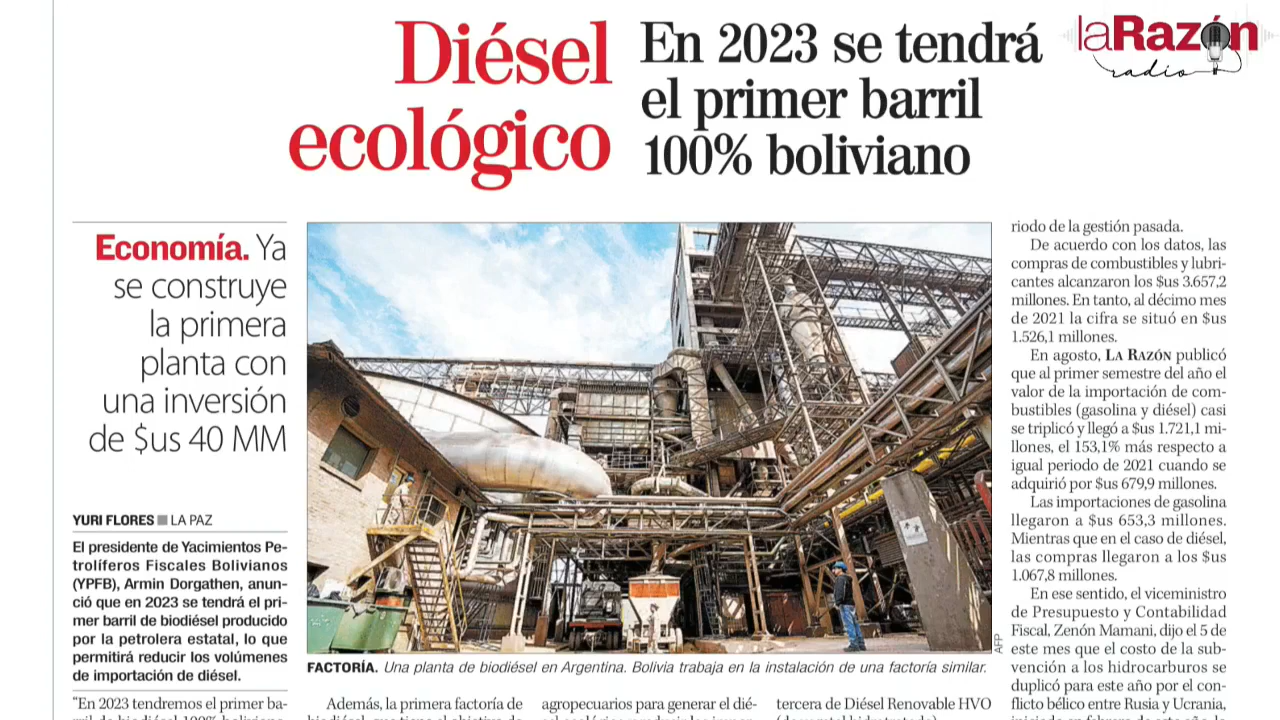 Diésel
ecológico
En 2023 se tendrá
el primer barril
100% boliviano
laRazón
radio
Economía. Ya
se construye
la primera
planta con
una inversión
de $us 40 MM
YURI FLORES ■ LA PAZ
El presidente de Yacimientos Pe-
trolíferos Fiscales Bolivianos
(YPFB), Armin Dorgathen, anun-
ció que en 2023 se tendrá el pri-
mer barril de biodiésel producido
por la petrolera estatal, lo que
permitirá reducir los volúmenes
de importación de diésel.
“En 2023 tendremos el primer ba-
AFP
FACTORÍA. Una planta de biodiésel en Argentina. Bolivia trabaja en la instalación de una factoría similar.
Además, la primera factoría de
agropecuarios para generar el dié-
tercera de Diésel Renovable HVO
riodo de la gestión pasada.
De acuerdo con los datos, las
compras de combustibles y lubri-
cantes alcanzaron los $us 3.657,2
millones. En tanto, al décimo mes
de 2021 la cifra se situó en $us
1.526,1 millones.
En agosto, LA RAZÓN publicó
que al primer semestre del año el
valor de la importación de com-
bustibles (gasolina y diésel) casi
se triplicó y llegó a $us 1.721,1 mi-
llones, el 153,1% más respecto a
igual periodo de 2021 cuando se
adquirió por $us 679,9 millones.
Las importaciones de gasolina
llegaron a $us 653,3 millones.
Mientras que en el caso de diésel,
las compras llegaron a los $us
1.067,8 millones.
En ese sentido, el viceministro
de Presupuesto y Contabilidad
Fiscal, Zenón Mamani, dijo el 5 de
este mes que el costo de la sub-
vención a los hidrocarburos se
duplicó para este año por el con-
flicto bélico entre Rusia y Ucrania,